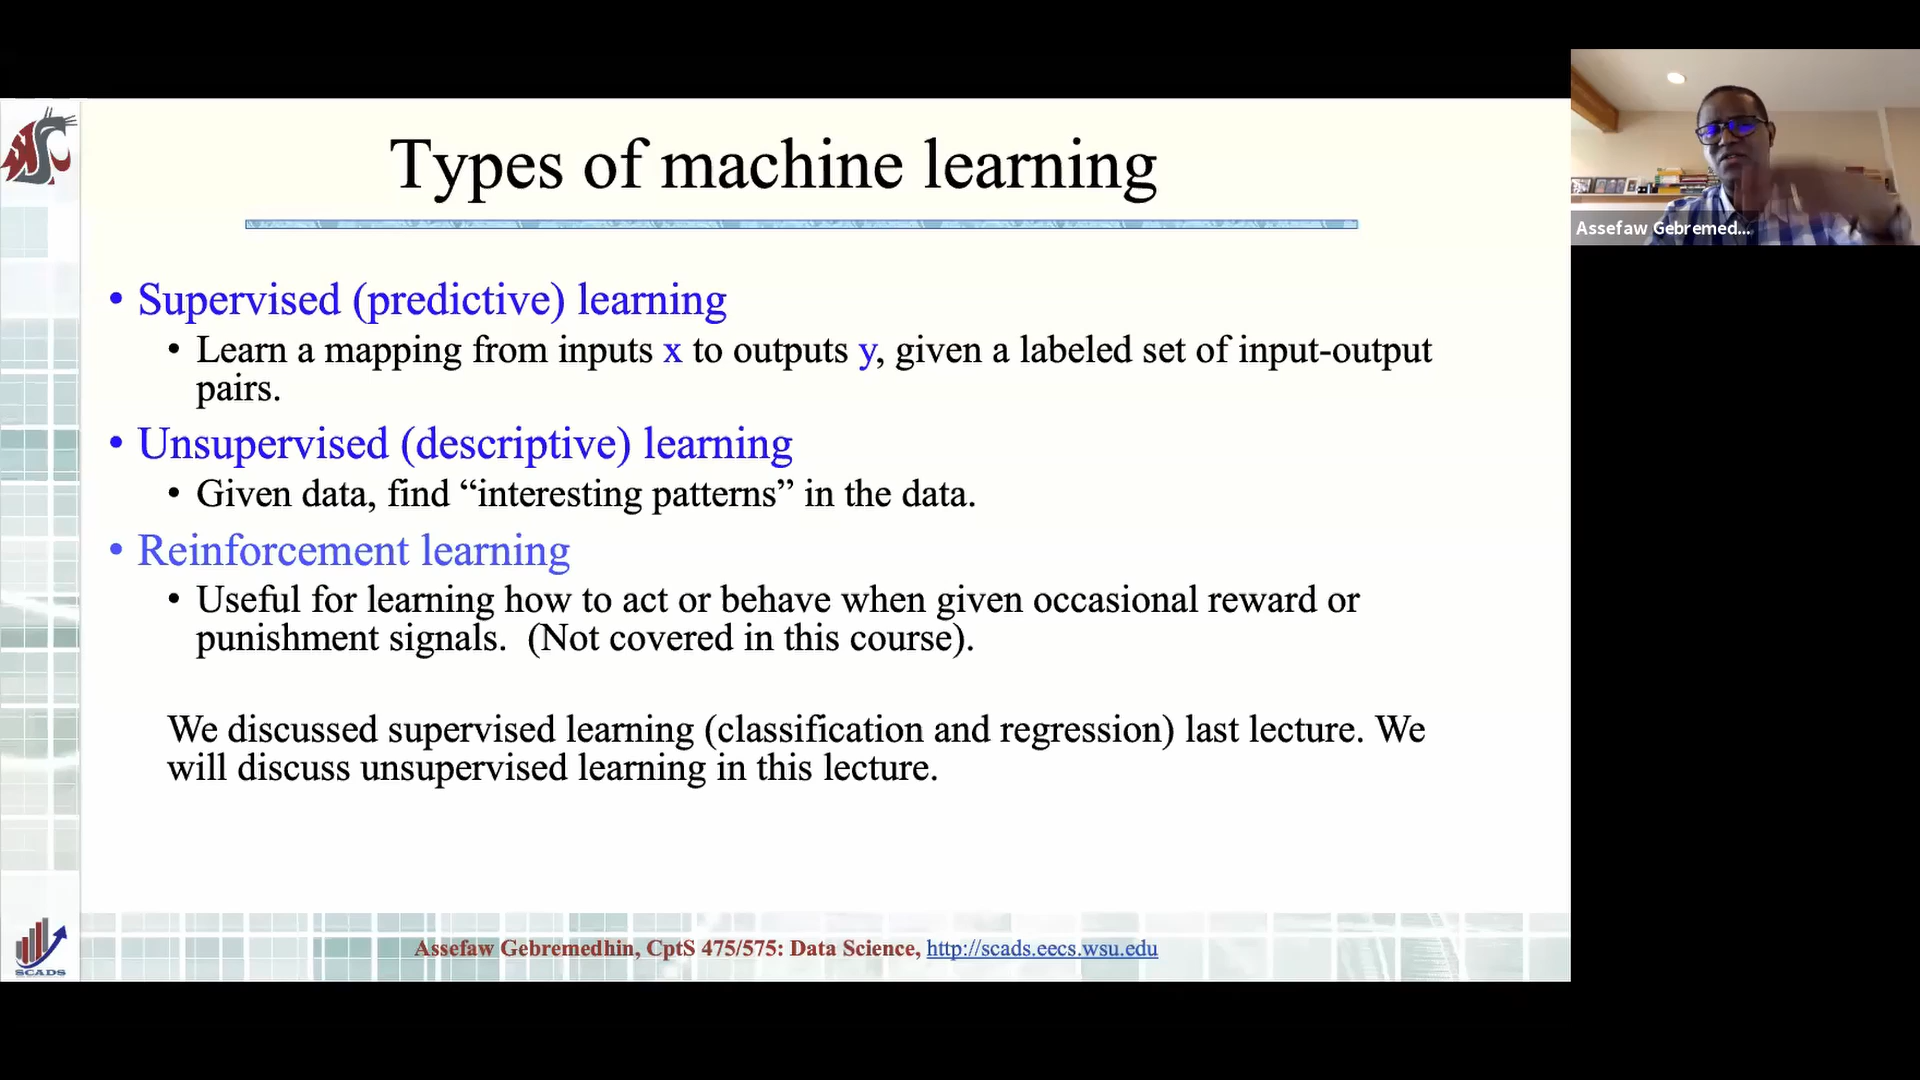 Types of machine learning
• Supervised (predictive) learning
• Learn a mapping from inputs x to outputs y, given a labeled set of input-output
pairs.
• Unsupervised (descriptive) learning
• Given data, find “interesting patterns” in the data.
• Reinforcement learning
• Useful for learning how to act or behave when given occasional reward or
punishment signals.  (Not covered in this course).
We discussed supervised learning (classification and regression) last lecture. We
will discuss unsupervised learning in this lecture.
SCADS
Assefaw Gebremedhin, CptS 475/575: Data Science, http://scads.eecs.wsu.edu
Assefaw Gebremed...